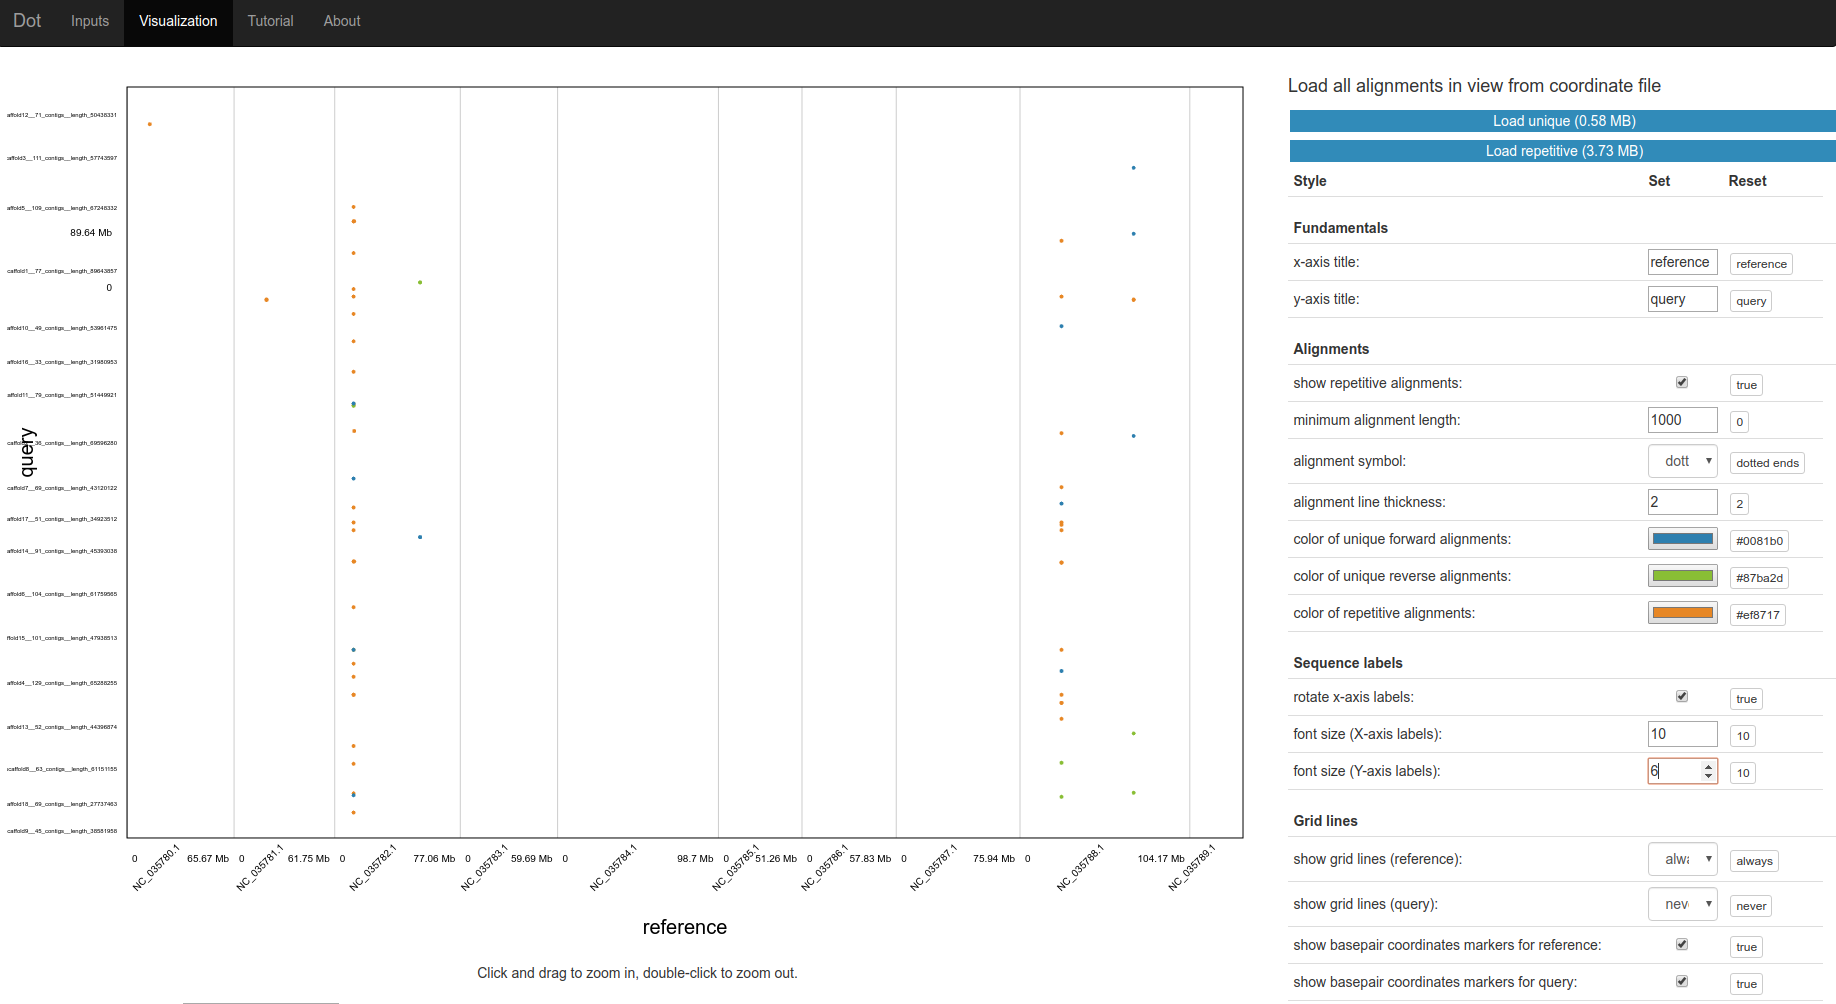 Dot Inputs Visualization Tutorial About
affold12__71_contigs__length_50438331
affold3__111_contigs__length_57743597
affold5__109_contigs__length_67248332
89.64 Mb
caffold1__77_contigs__length_89643857
0
affold10__49_contigs__length_53961475
affold16__33_contigs__length_31980953
affold11__79_contigs__length_51449921
query
caffold7__69_contigs__length_43120122
affold17__51_contigs__length_34923512
affold14__91_contigs__length_45393038
affold6__104_contigs__length_61759565
ffold15__101_contigs__length_47938513
affold4__129_contigs__length_65288255
affold13__52_contigs__length_44396874
caffold8__63_contigs__length_61151155
affold18__69_contigs__length_27737463
caffold9__45_contigs__length_38581958
0 65.67 Mb 0 61.75 Mb 0 77.06 Mb 0 59.69 Mb 0 98.7 Mb 0 51.26 Mb 0 57.83 Mb 0 75.94 Mb 0 104.17 Mb
NC_035780.1 NC_035781.1 NC_035782.1 NC_035783.1 NC_035784.1 NC_035785.1 NC_035786.1 NC_035787.1 NC_035788.1 NC_035789.1
reference
Click and drag to zoom in, double-click to zoom out.
Load all alignments in view from coordinate file
Load unique (0.58 MB)
Load repetitive (3.73 MB)
Style Set Reset
Fundamentals
x-axis title: reference reference
y-axis title: query query
Alignments
show repetitive alignments: true
minimum alignment length: 1000 0
alignment symbol: dott dotted ends
alignment line thickness: 2 2
color of unique forward alignments: #0081b0
color of unique reverse alignments: #87ba2d
color of repetitive alignments: #ef8717
Sequence labels
rotate x-axis labels: true
font size (X-axis labels): 10 10
font size (Y-axis labels): 6 10
Grid lines
show grid lines (reference): alwa always
show grid lines (query): neve never
show basepair coordinates markers for reference: true
show basepair coordinates markers for query: true